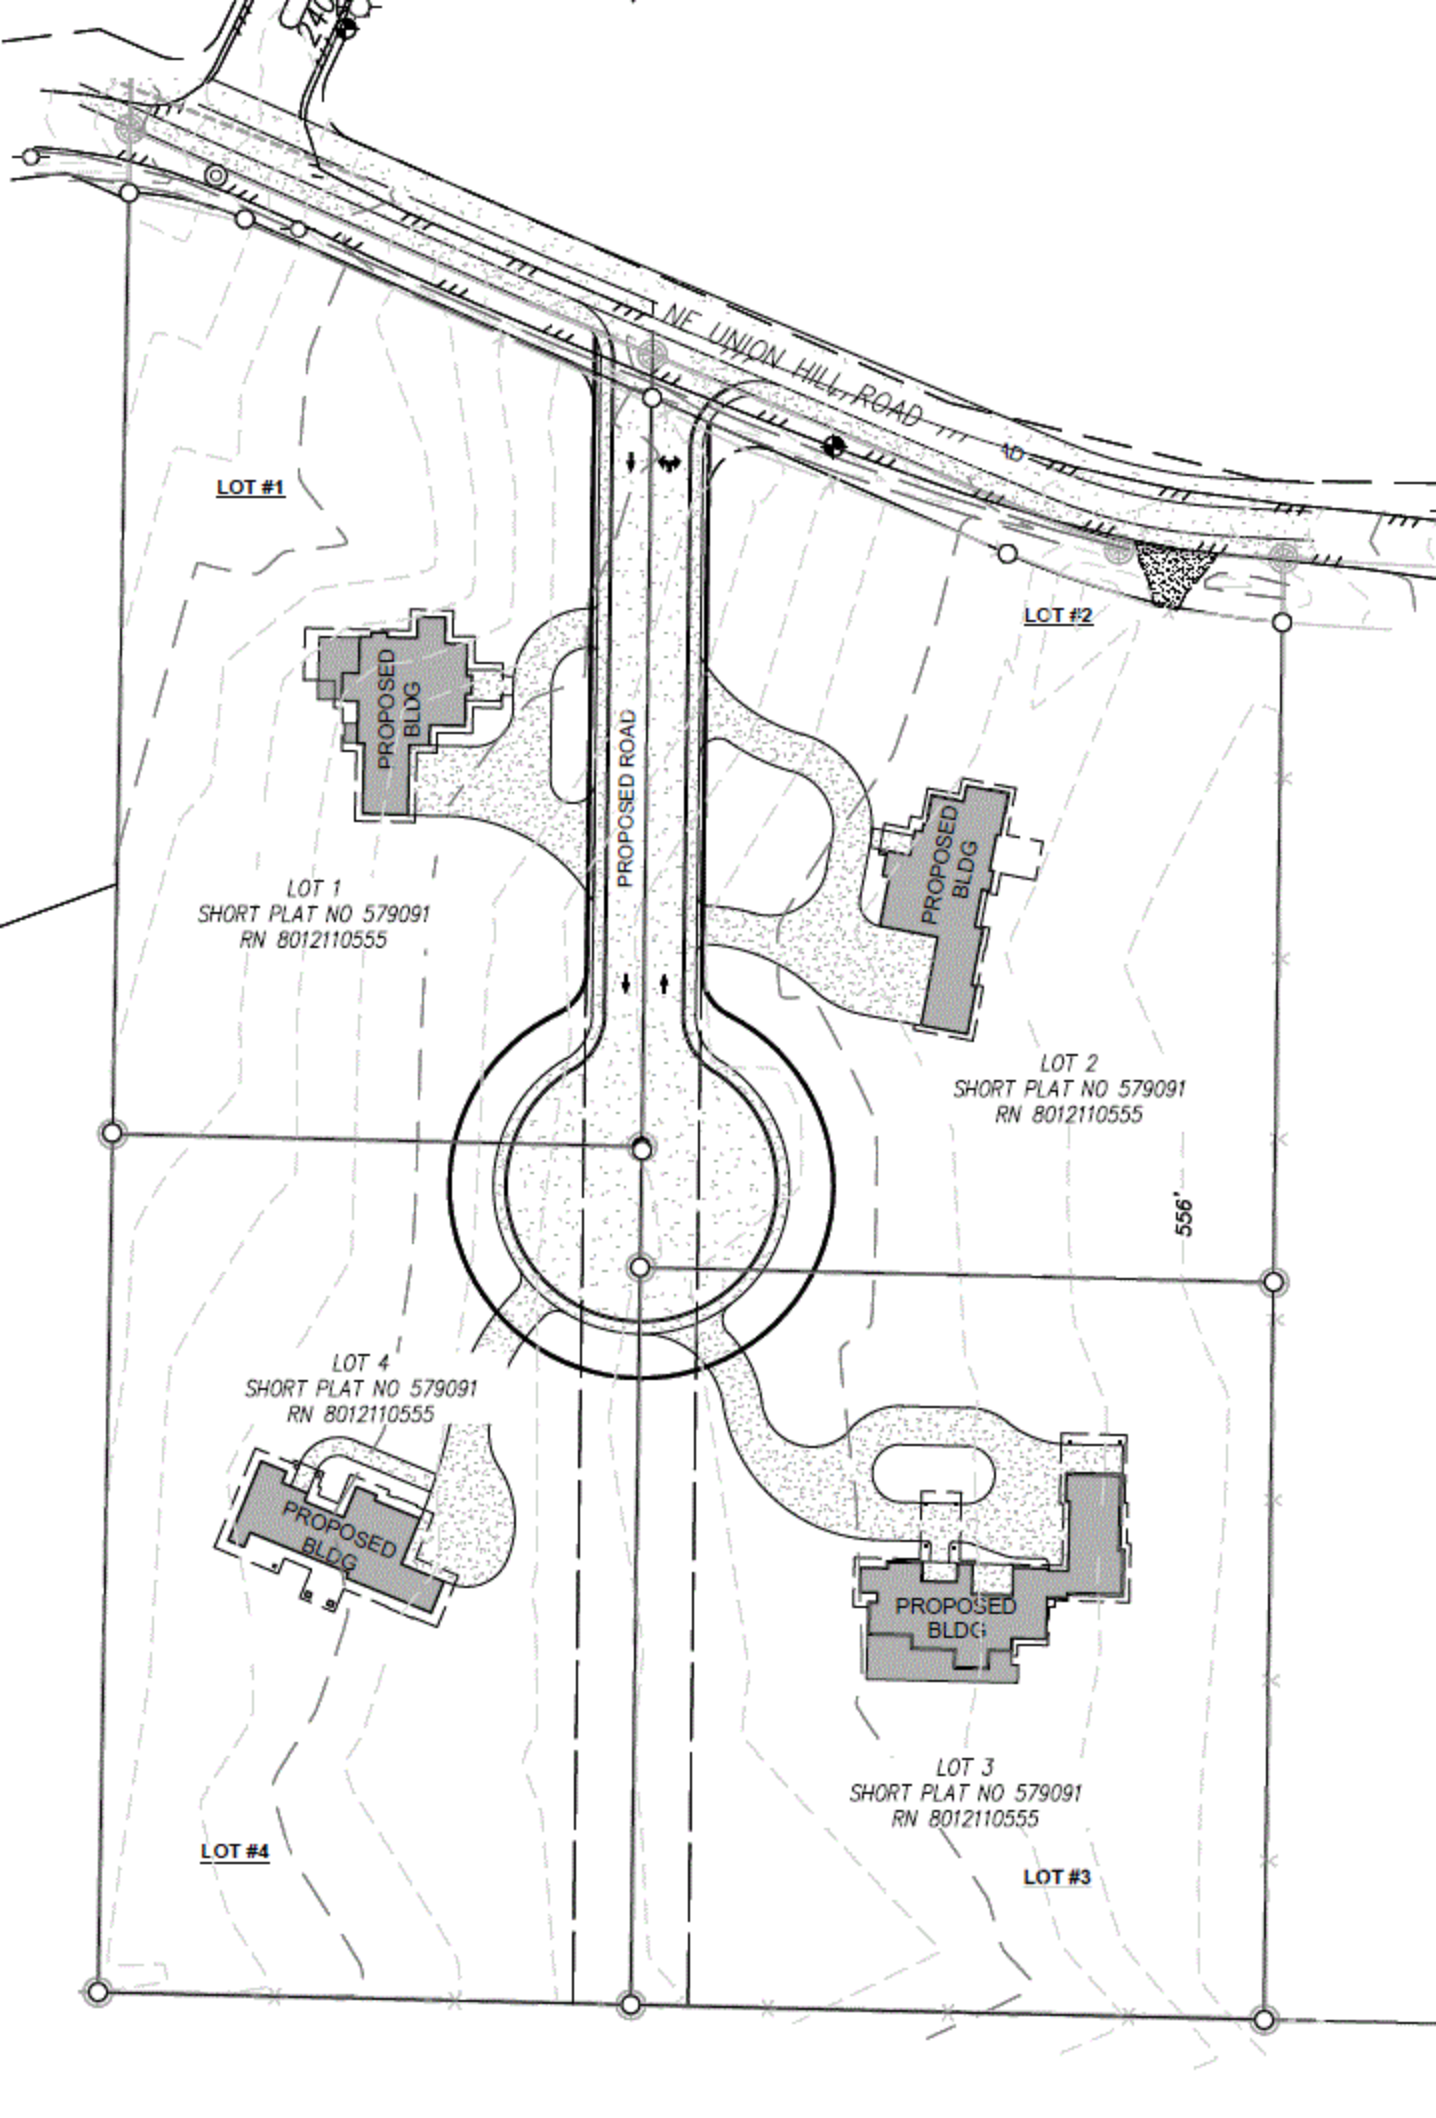 240
NE UNION HILL ROAD
AD
LOT #1
LOT #2
PROPOSED
BLDG
PROPOSED ROAD
PROPOSED
BLDG
LOT 1
SHORT PLAT NO 579091
RN 8012110555
LOT 2
SHORT PLAT NO 579091
RN 8012110555
556'
LOT 4
SHORT PLAT NO 579091
RN 8012110555
PROPOSED
BLDG
PROPOSED
BLDG
LOT 3
SHORT PLAT NO 579091
RN 8012110555
LOT #4
LOT #3